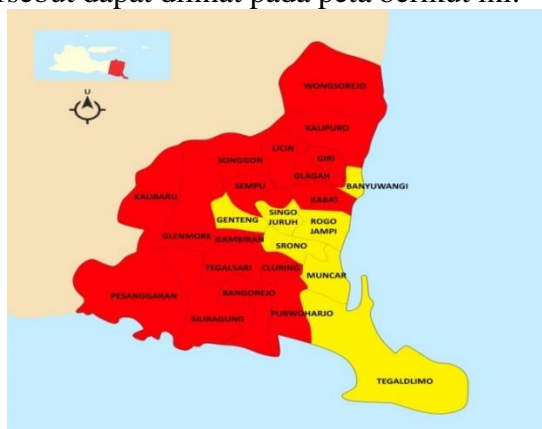 rsebut dapat dilihat pada peta berikut ini:
U
WONGSOREJO
KALIPURO
LICIN
GIRI
SONGGON
GLAGAH
SEMPU
BANYUWANGI
KALIBARU
KABAT
GENTENG
SINGO
JURUH
ROGO
JAMPI
GLENMORE
GAMBIRAN
SRONO
TEGALSARI
CLURING
MUNCAR
PESANGGARAN
BANGOREJO
SILIRAGUNG
PURWOHARJO
TEGALDLIMO